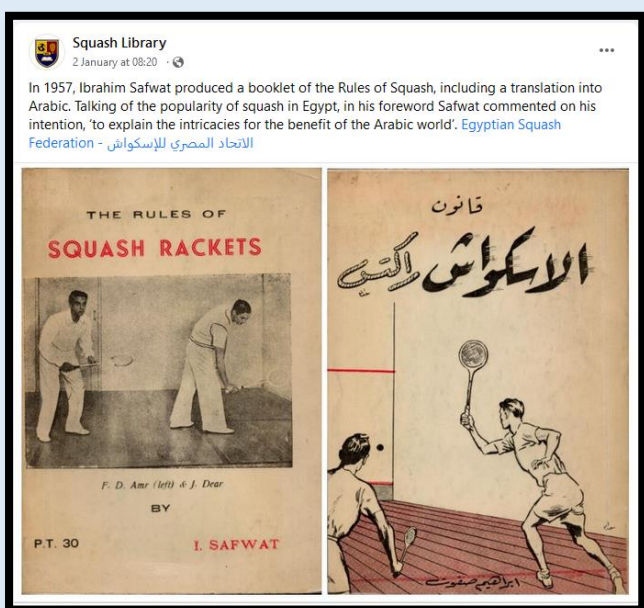 Squash Library
2 January at 08:20 ·
In 1957, Ibrahim Safwat produced a booklet of the Rules of Squash, including a translation into
Arabic. Talking of the popularity of squash in Egypt, in his foreword Safwat commented on his
intention, 'to explain the intricacies for the benefit of the Arabic world'. Egyptian Squash
Federation - الاتحاد المصري للإسكواش
THE RULES OF
SQUASH RACKETS
F. D. Amr (left) & J. Dear
BY
P.T. 30
I. SAFWAT
قانون
الاسكواش راكتس
ابراهيم صفوت